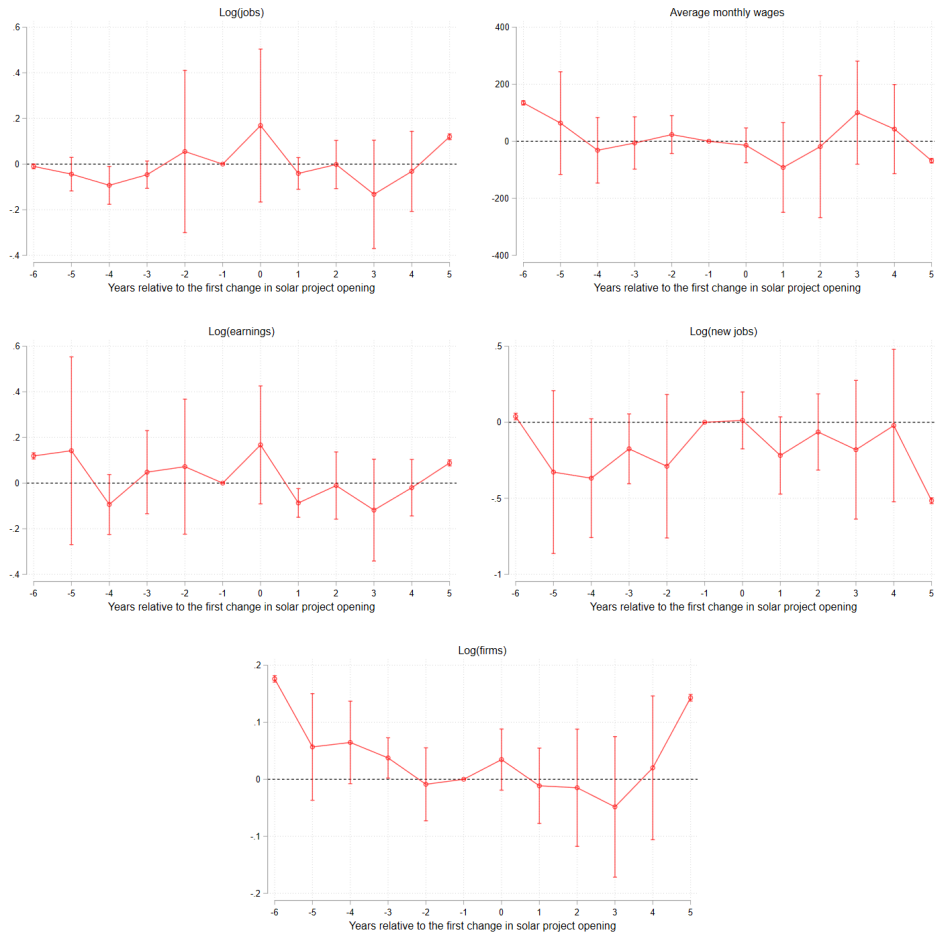 Log(jobs)
.6
.4
.2
0
-.2
-.4
-6 -5 -4 -3 -2 -1 0 1 2 3 4 5
Years relative to the first change in solar project opening
Average monthly wages
400
200
0
-200
-400
-6 -5 -4 -3 -2 -1 0 1 2 3 4 5
Years relative to the first change in solar project opening
Log(earnings)
.6
.4
.2
0
-.2
-.4
-6 -5 -4 -3 -2 -1 0 1 2 3 4 5
Years relative to the first change in solar project opening
Log(new jobs)
.5
0
-.5
-1
-6 -5 -4 -3 -2 -1 0 1 2 3 4 5
Years relative to the first change in solar project opening
Log(firms)
.2
.1
0
-.1
-.2
-6 -5 -4 -3 -2 -1 0 1 2 3 4 5
Years relative to the first change in solar project opening